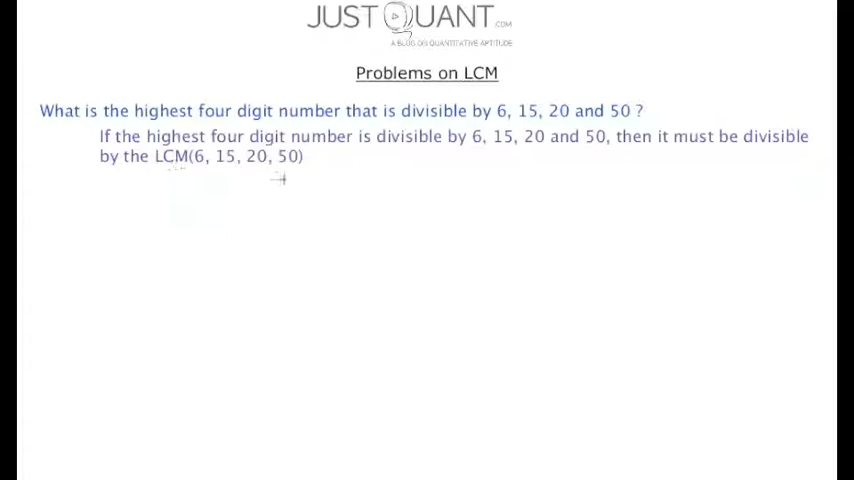 JUST QUANT.COM
A BLOG ON QUANTITATIVE APTITUDE
Problems on LCM
What is the highest four digit number that is divisible by 6, 15, 20 and 50 ?
If the highest four digit number is divisible by 6, 15, 20 and 50, then it must be divisible
by the LCM(6, 15, 20, 50)